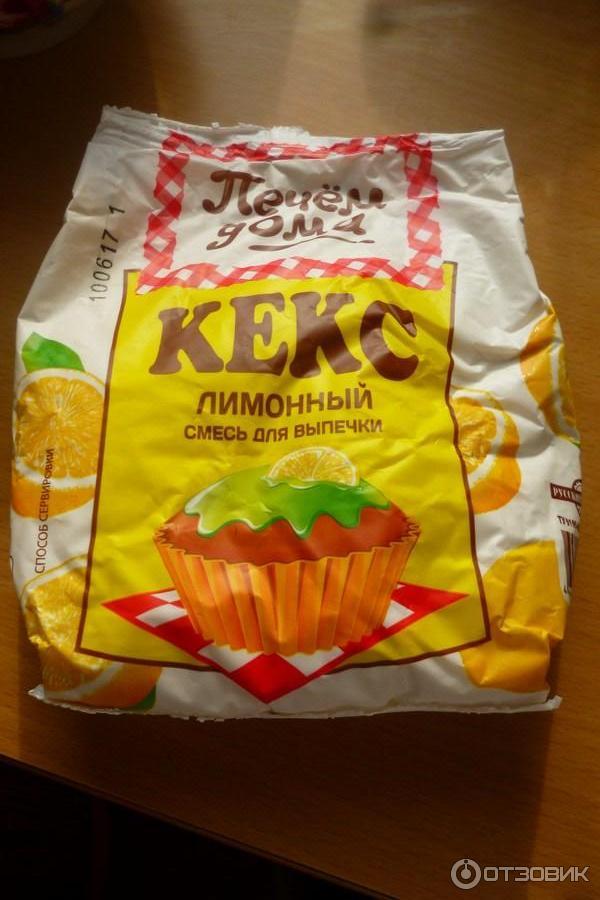 Печём
дома
100617 1
КЕКС
ЛИМОННЫЙ
СМЕСЬ ДЛЯ ВЫПЕЧКИ
СПОСОБ СЕРВИРОВКИ
ОТЗОВИК